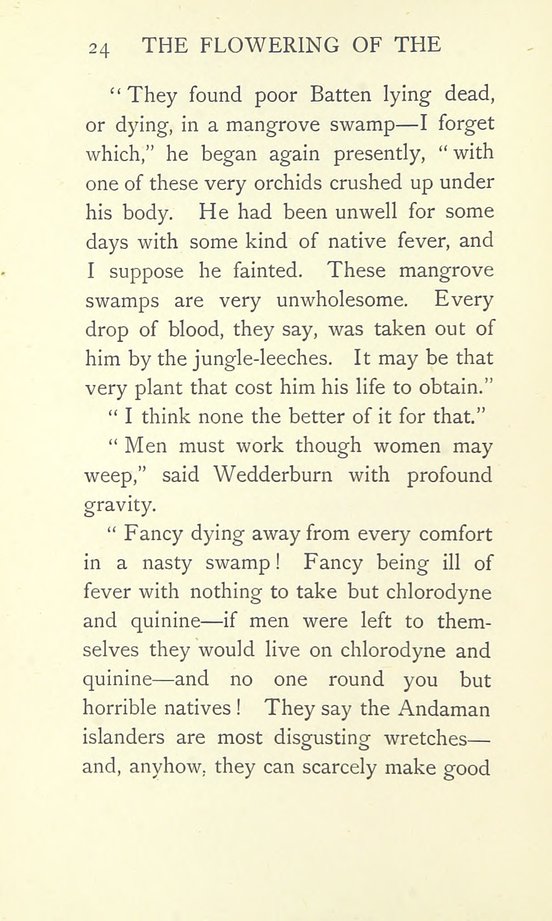 24 THE FLOWERING OF THE
“They found poor Batten lying dead,
or dying, in a mangrove swamp—I forget
which,” he began again presently, “with
one of these very orchids crushed up under
his body. He had been unwell for some
days with some kind of native fever, and
I suppose he fainted. These mangrove
swamps are very unwholesome. Every
drop of blood, they say, was taken out of
him by the jungle-leeches. It may be that
very plant that cost him his life to obtain.”
“I think none the better of it for that.”
“Men must work though women may
weep,” said Wedderburn with profound
gravity.
“Fancy dying away from every comfort
in a nasty swamp! Fancy being ill of
fever with nothing to take but chlorodyne
and quinine—if men were left to them-
selves they would live on chlorodyne and
quinine—and no one round you but
horrible natives! They say the Andaman
islanders are most disgusting wretches—
and, anyhow, they can scarcely make good